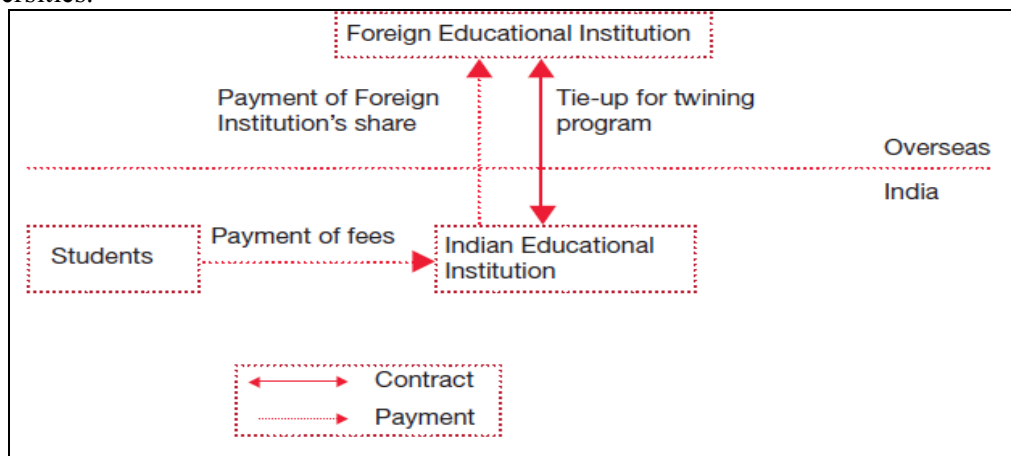 ersities.
Foreign Educational Institution
Payment of Foreign
Institution's share
Tie-up for twining
program
Overseas
India
Students
Payment of fees
Indian Educational
Institution
Contract
Payment